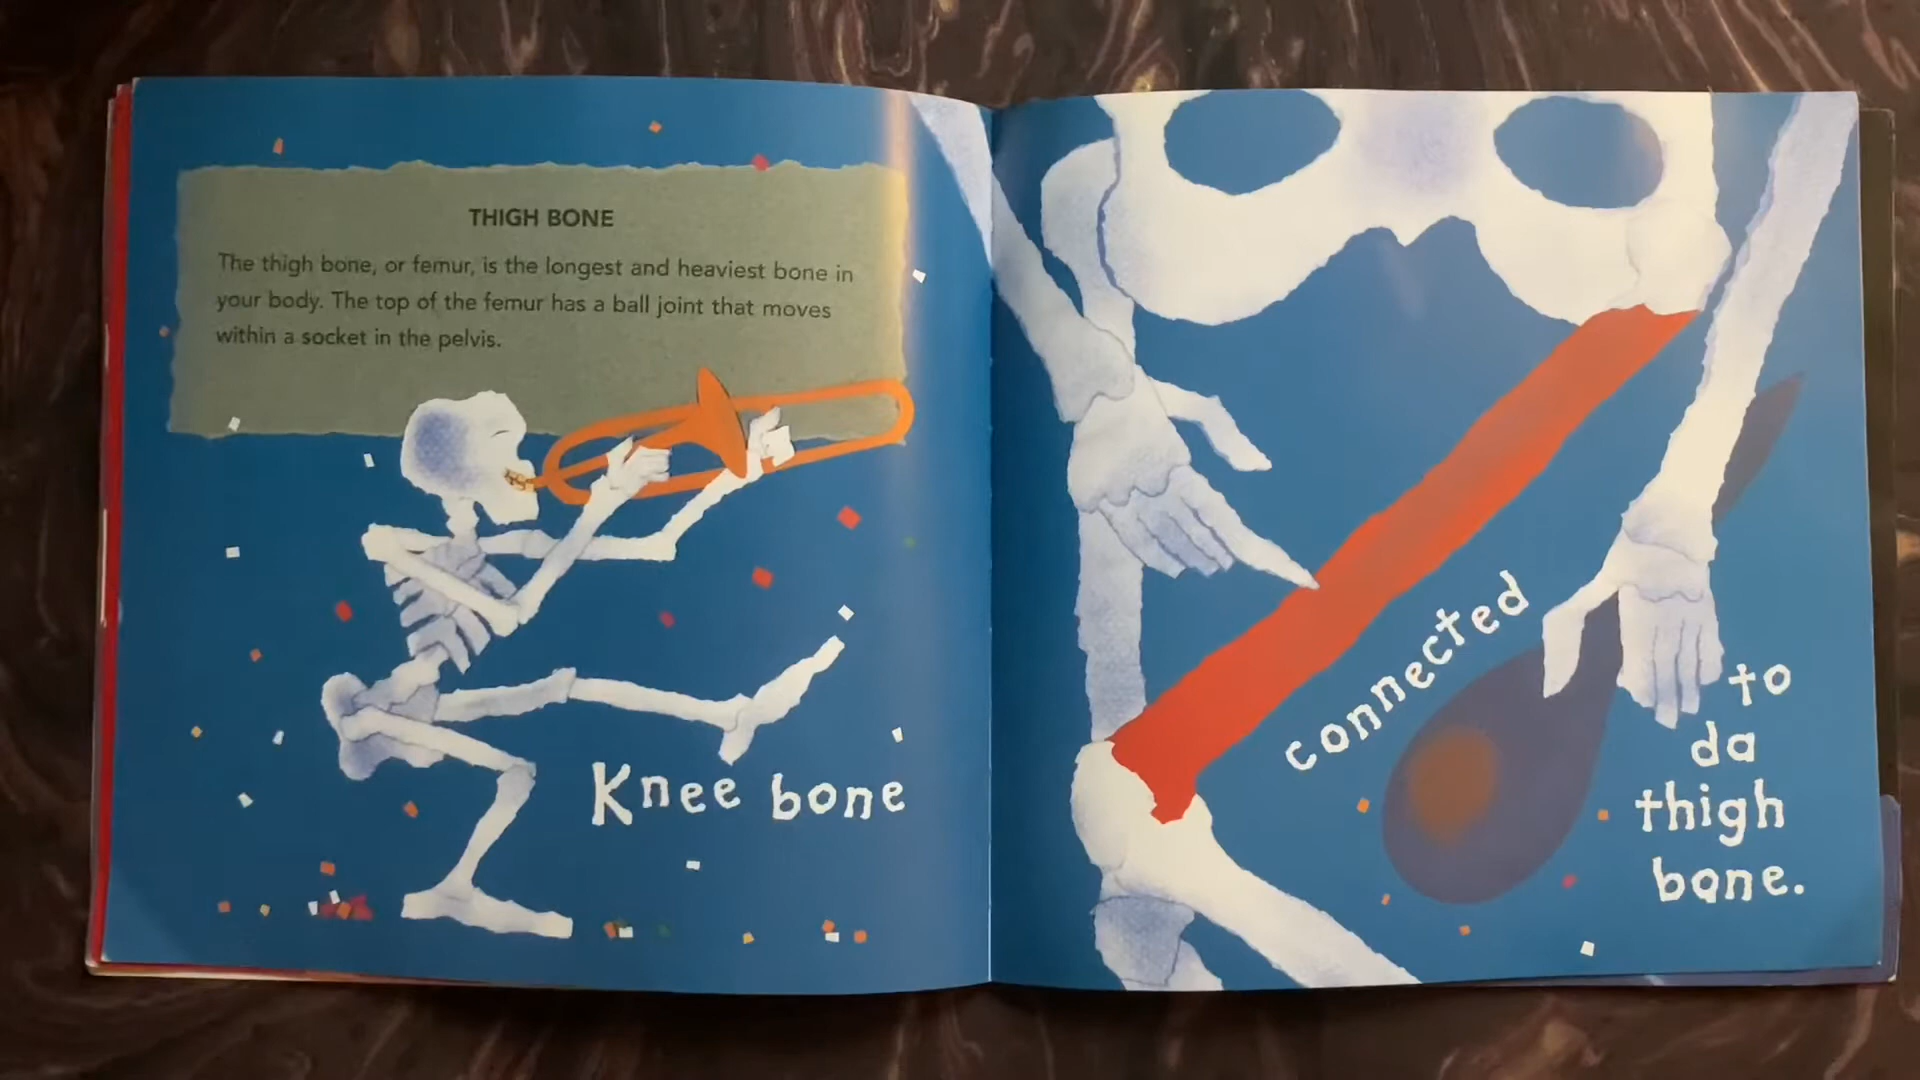 THIGH BONE
The thigh bone, or femur, is the longest and heaviest bone in
your body. The top of the femur has a ball joint that moves
within a socket in the pelvis.
Knee bone
connected
to
da
thigh
bone.